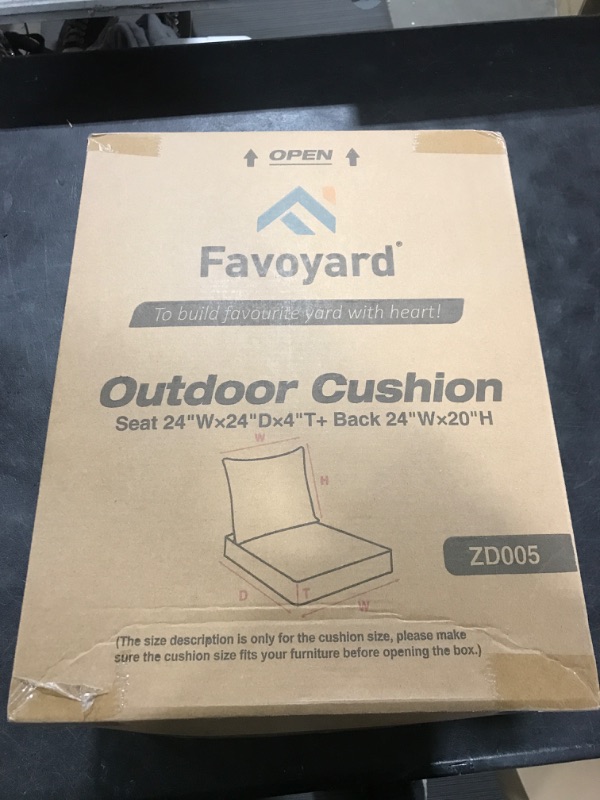 OPEN
Favoyard®
To build favourite yard with heart!
Outdoor Cushion
Seat 24"W×24"D×4"T+ Back 24"W×20"H
W
H
ZD005
D
T
W
(The size description is only for the cushion size, please make
sure the cushion size fits your furniture before opening the box.)